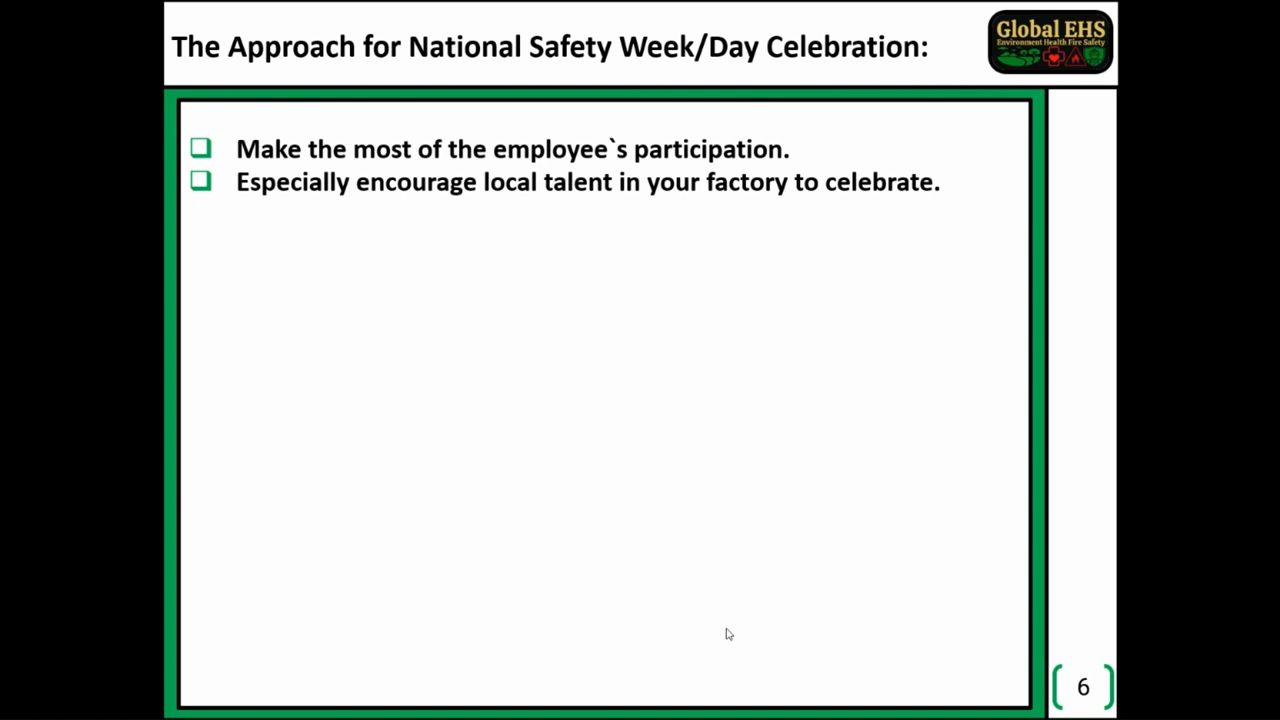 The Approach for National Safety Week/Day Celebration:
Global EHS
Environment Health Fire Safety
Make the most of the employee`s participation.
Especially encourage local talent in your factory to celebrate.
6